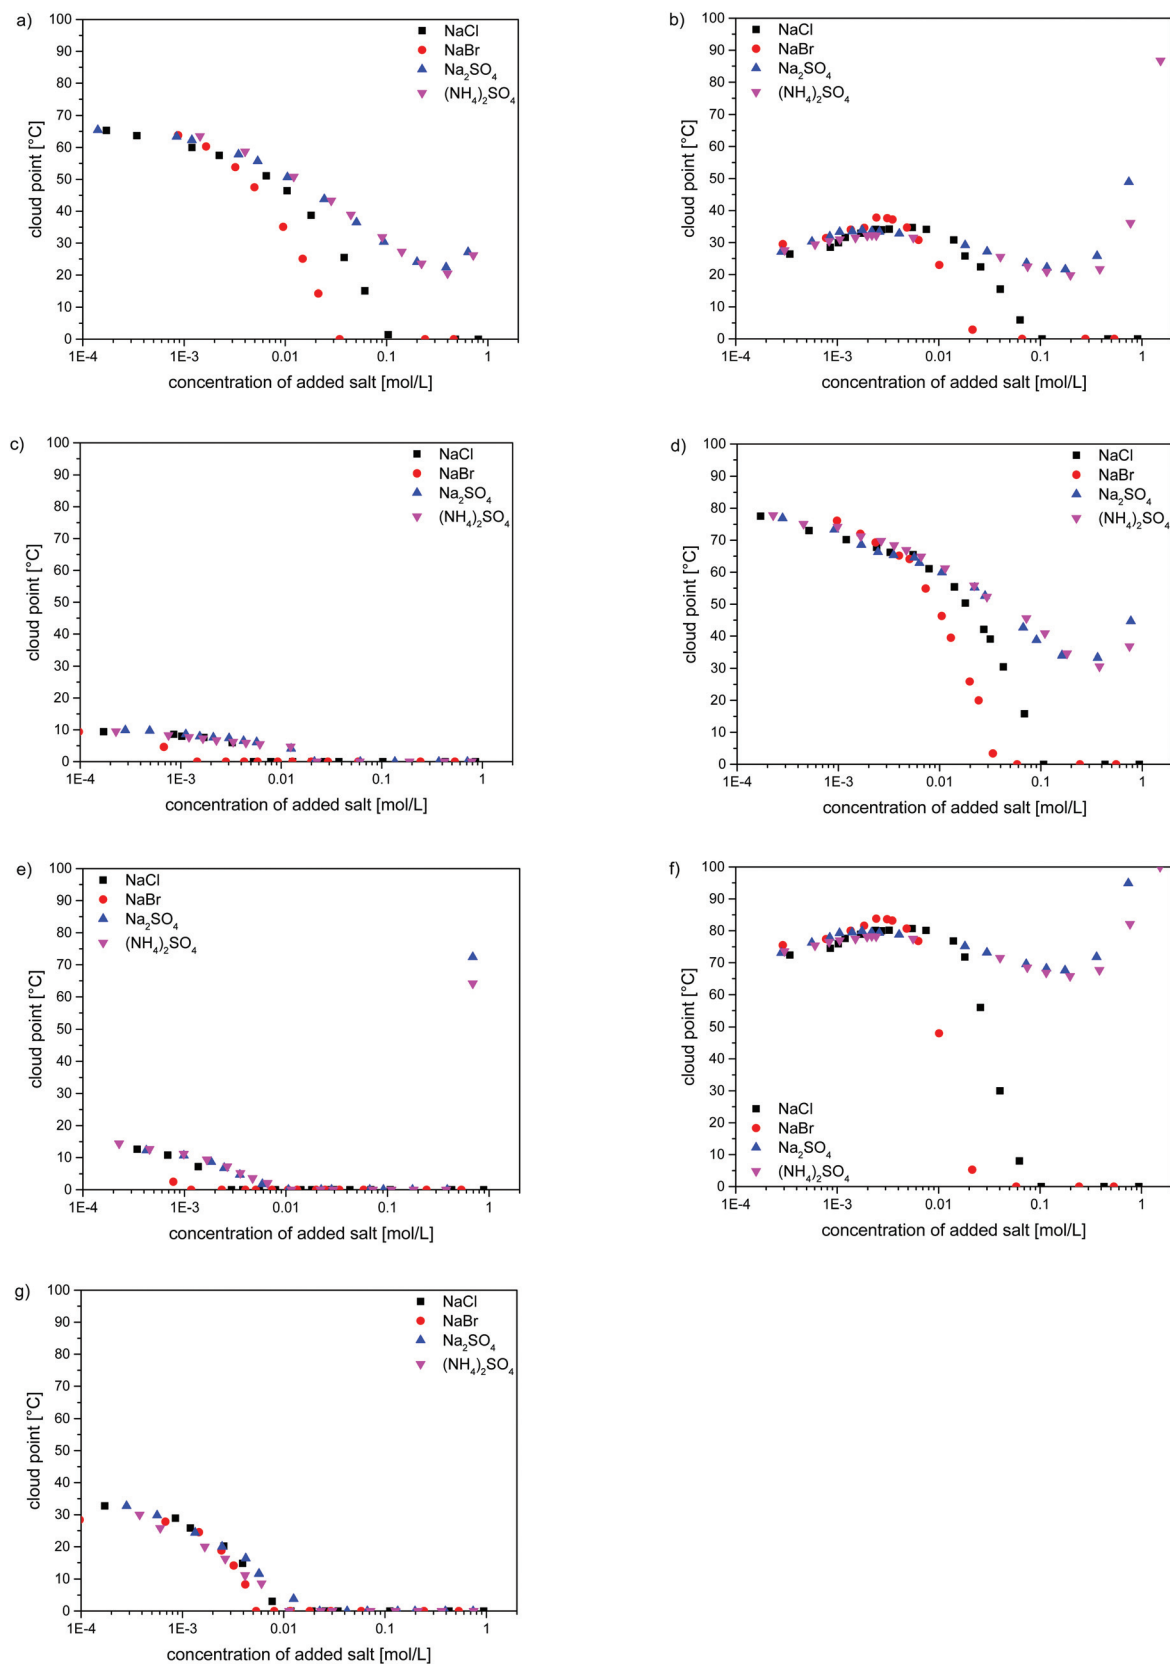 a)
100
90
80
70
60
50
40
30
20
10
0
cloud point [°C]
NaCl
NaBr
Na₂SO₄
(NH₄)₂SO₄
1E-4 1E-3 0.01 0.1 1
concentration of added salt [mol/L]
b)
100
90
80
70
60
50
40
30
20
10
0
cloud point [°C]
NaCl
NaBr
Na₂SO₄
(NH₄)₂SO₄
1E-4 1E-3 0.01 0.1 1
concentration of added salt [mol/L]
c)
100
90
80
70
60
50
40
30
20
10
0
cloud point [°C]
NaCl
NaBr
Na₂SO₄
(NH₄)₂SO₄
1E-4 1E-3 0.01 0.1 1
concentration of added salt [mol/L]
d)
100
90
80
70
60
50
40
30
20
10
0
cloud point [°C]
NaCl
NaBr
Na₂SO₄
(NH₄)₂SO₄
1E-4 1E-3 0.01 0.1 1
concentration of added salt [mol/L]
e)
100
90
80
70
60
50
40
30
20
10
0
cloud point [°C]
NaCl
NaBr
Na₂SO₄
(NH₄)₂SO₄
1E-4 1E-3 0.01 0.1 1
concentration of added salt [mol/L]
f)
100
90
80
70
60
50
40
30
20
10
0
cloud point [°C]
NaCl
NaBr
Na₂SO₄
(NH₄)₂SO₄
1E-4 1E-3 0.01 0.1 1
concentration of added salt [mol/L]
g)
100
90
80
70
60
50
40
30
20
10
0
cloud point [°C]
NaCl
NaBr
Na₂SO₄
(NH₄)₂SO₄
1E-4 1E-3 0.01 0.1 1
concentration of added salt [mol/L]